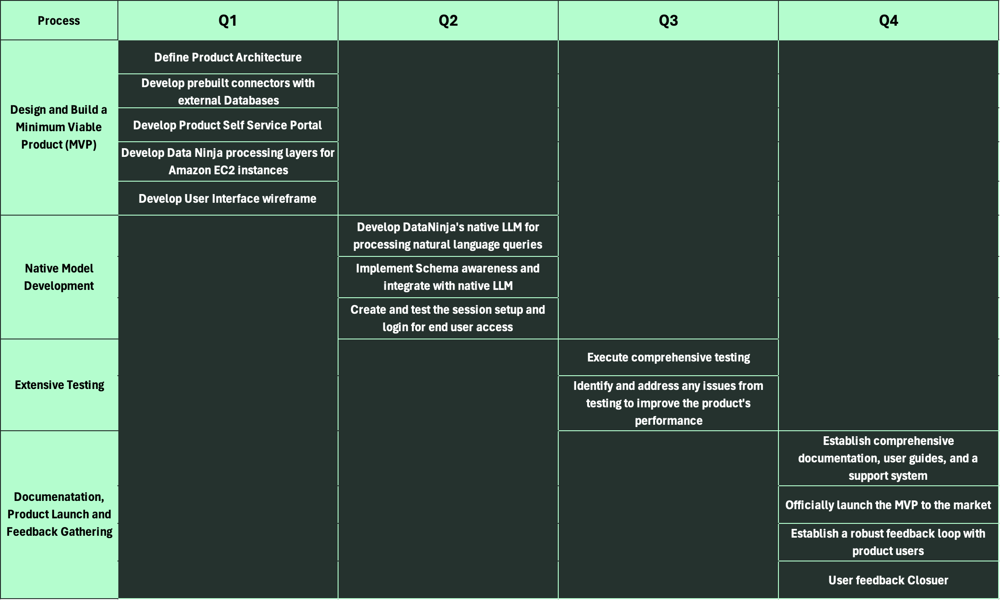 Process
Q1
Q2
Q3
Q4
Design and Build a
Minimum Viable
Product (MVP)
Define Product Architecture
Develop prebuilt connectors with
external Databases
Develop Product Self Service Portal
Develop Data Ninja processing layers for
Amazon EC2 instances
Develop User Interface wireframe
Native Model
Development
Develop DataNinja's native LLM for
processing natural language queries
Implement Schema awareness and
integrate with native LLM
Create and test the session setup and
login for end user access
Extensive Testing
Execute comprehensive testing
Identify and address any issues from
testing to improve the product's
performance
Documenatation,
Product Launch and
Feedback Gathering
Establish comprehensive
documentation, user guides, and a
support system
Officially launch the MVP to the market
Establish a robust feedback loop with
product users
User feedback Closuer